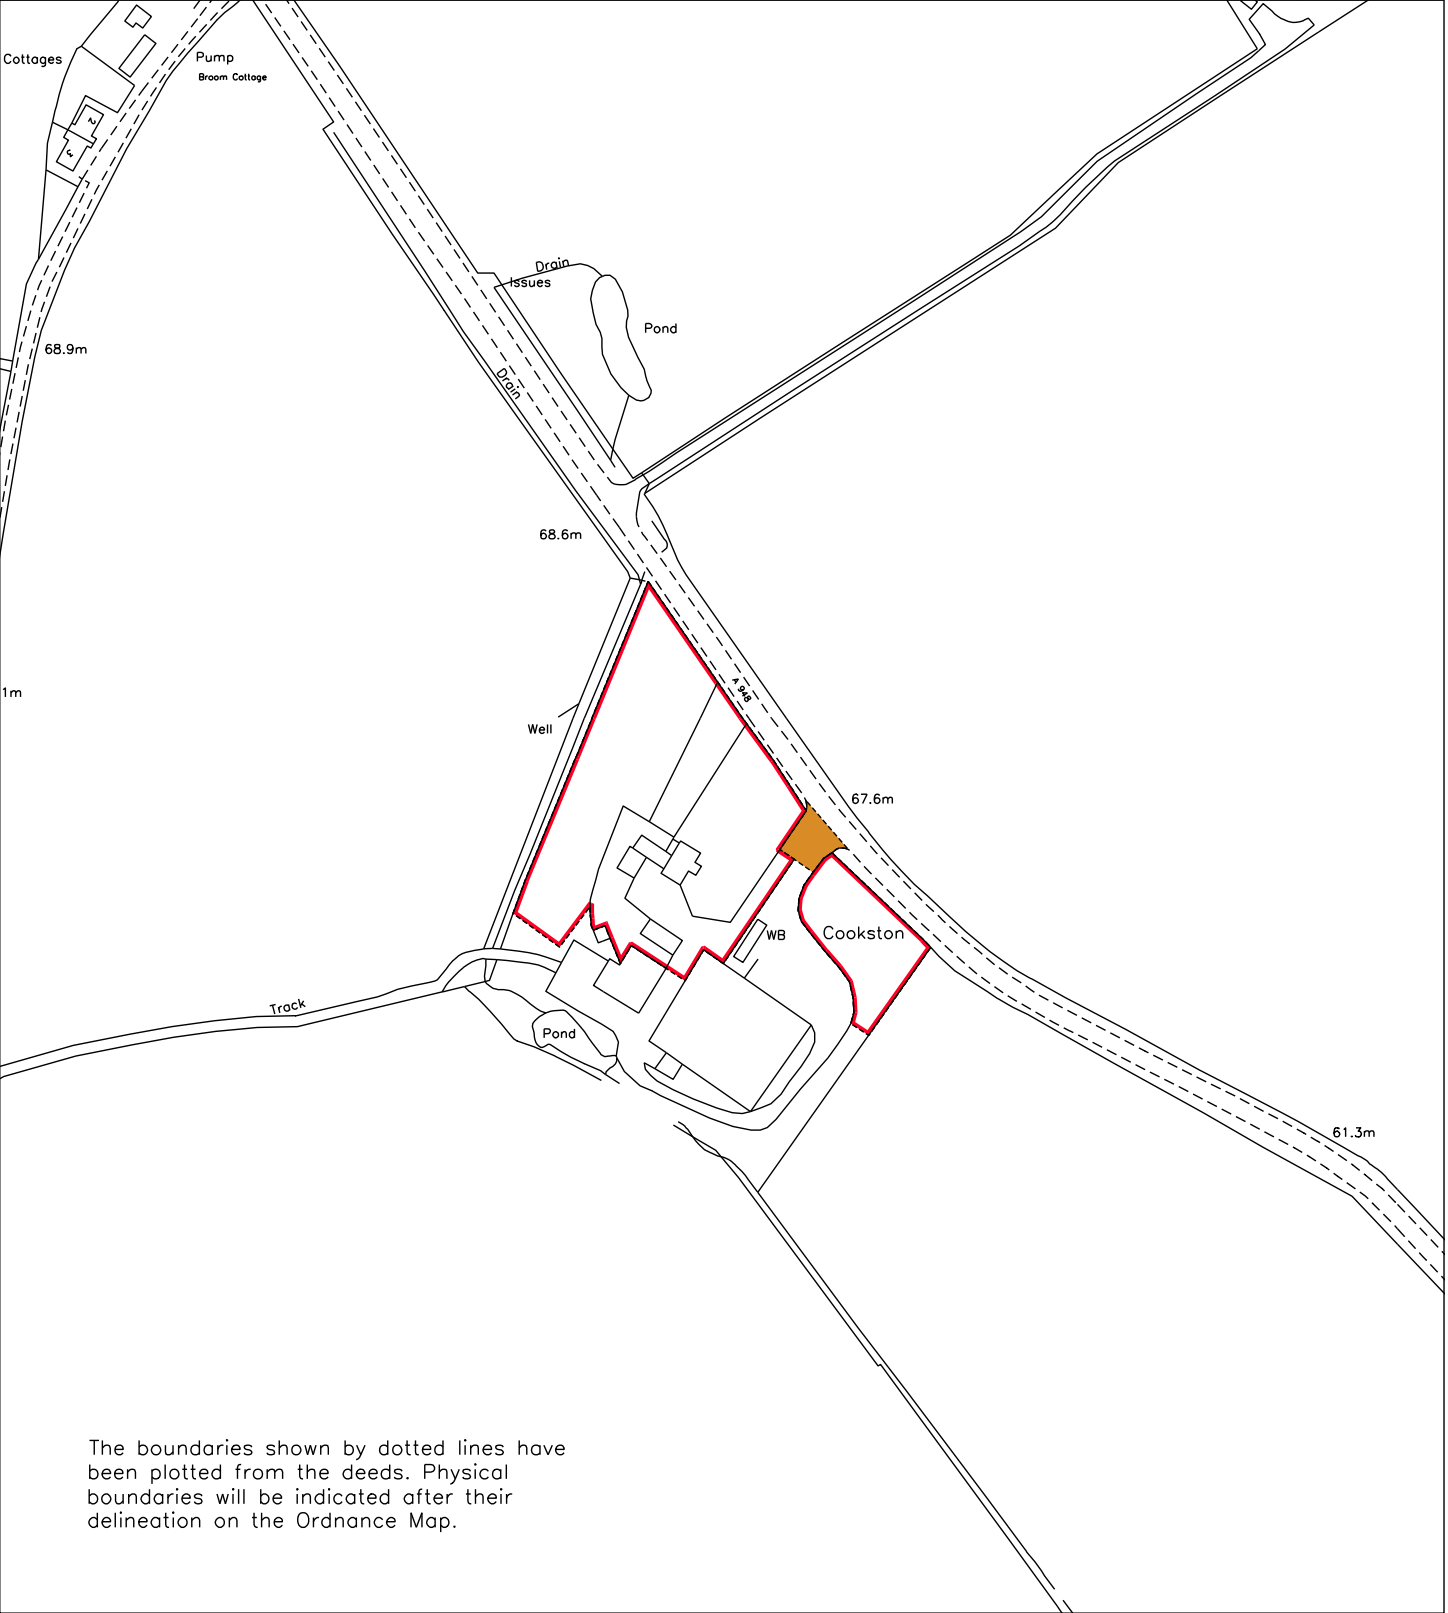 Cottages
Pump
Broom Cottage
2
3
Drain
Issues
Pond
68.9m
Drain
68.6m
1m
A 948
Well
67.6m
WB
Cookston
Track
Pond
61.3m
The boundaries shown by dotted lines have
been plotted from the deeds. Physical
boundaries will be indicated after their
delineation on the Ordnance Map.